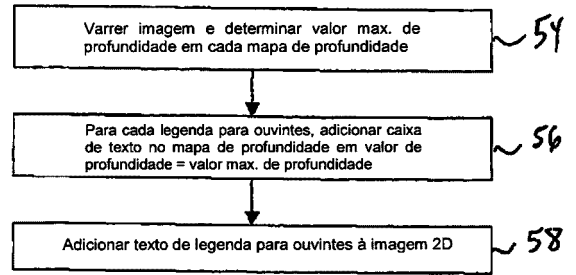 Varrer imagem e determinar valor max. de
profundidade em cada mapa de profundidade
54
Para cada legenda para ouvintes, adicionar caixa
de texto no mapa de profundidade em valor de
profundidade = valor max. de profundidade
56
Adicionar texto de legenda para ouvintes à imagem 2D
58